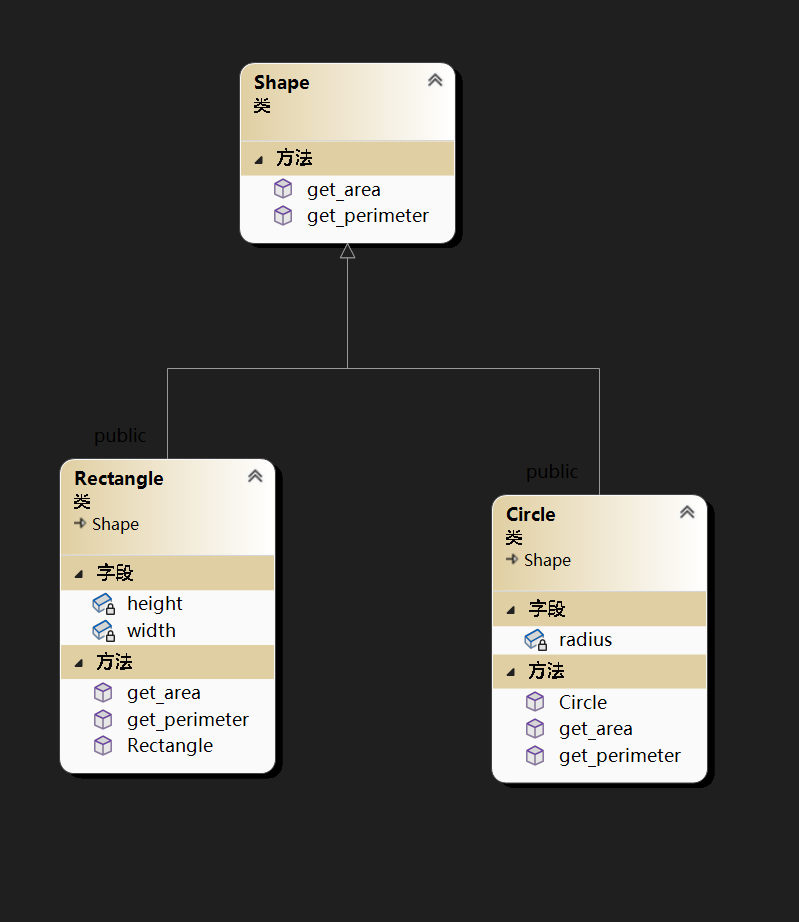 Shape
类
方法
get_area
get_perimeter
public
Rectangle
类
Shape
字段
height
width
方法
get_area
get_perimeter
Rectangle
public
Circle
类
Shape
字段
radius
方法
Circle
get_area
get_perimeter